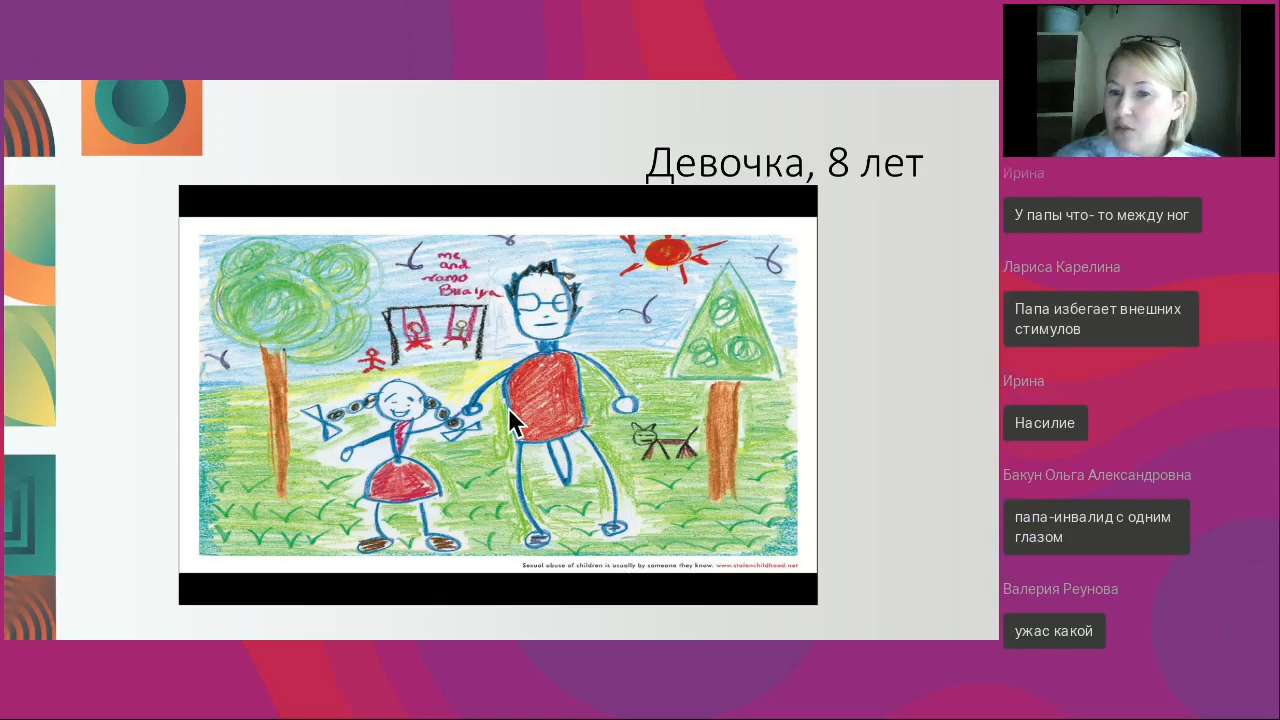 Девочка, 8 лет
me
and
ramo
Bhaiya
Sexual abuse of children is usually by someone they know. www.stolenchildhood.net
Ирина
У папы что- то между ног
Лариса Карелина
Папа избегает внешних
стимулов
Ирина
Насилие
Бакун Ольга Александровна
папа-инвалид с одним
глазом
Валерия Реунова
ужас какой